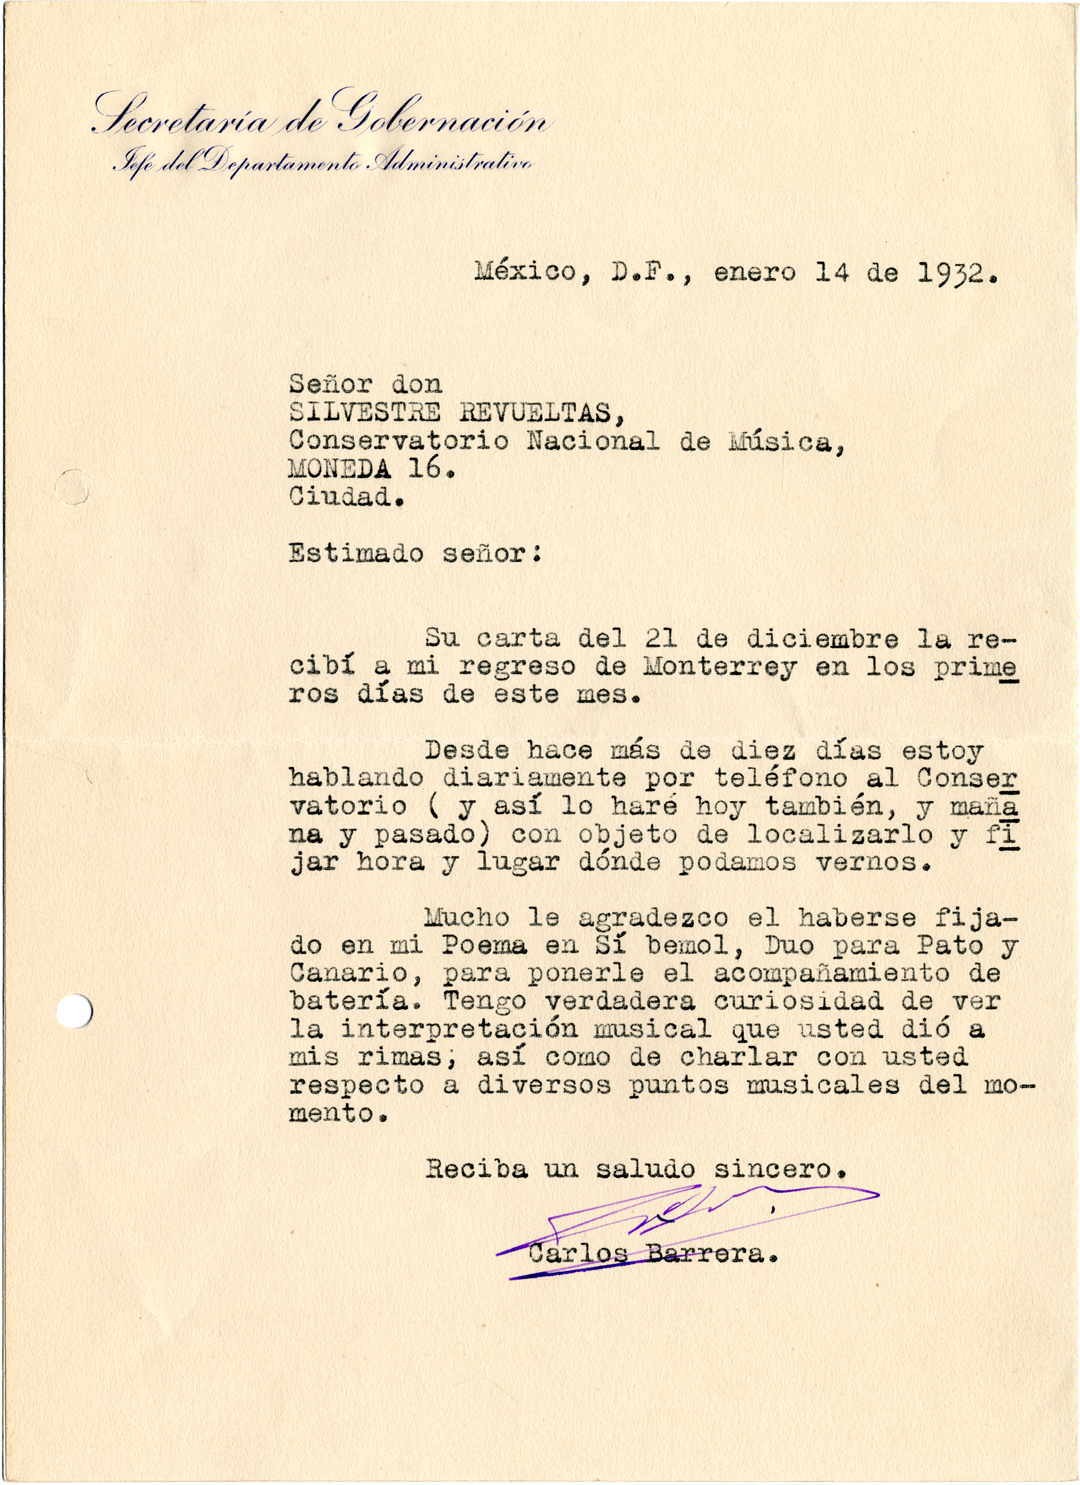 Secretaría de Gobernación
Jefe del Departamento Administrativo
México, D.F., enero 14 de 1932.
Señor don
SILVESTRE REVUELTAS,
Conservatorio Nacional de Música,
MONEDA 16.
Ciudad.
Estimado señor:
Su carta del 21 de diciembre la re-
cibí a mi regreso de Monterrey en los prime
ros días de este mes.
Desde hace más de diez días estoy
hablando diariamente por teléfono al Conser
vatorio ( y así lo haré hoy también, y maña
na y pasado) con objeto de localizarlo y fi
jar hora y lugar dónde podamos vernos.
Mucho le agradezco el haberse fija-
do en mi Poema en Sí bemol, Duo para Pato y
Canario, para ponerle el acompañamiento de
batería. Tengo verdadera curiosidad de ver
la interpretación musical que usted dió a
mis rimas; así como de charlar con usted
respecto a diversos puntos musicales del mo-
mento.
Reciba un saludo sincero.
Carlos Barrera.